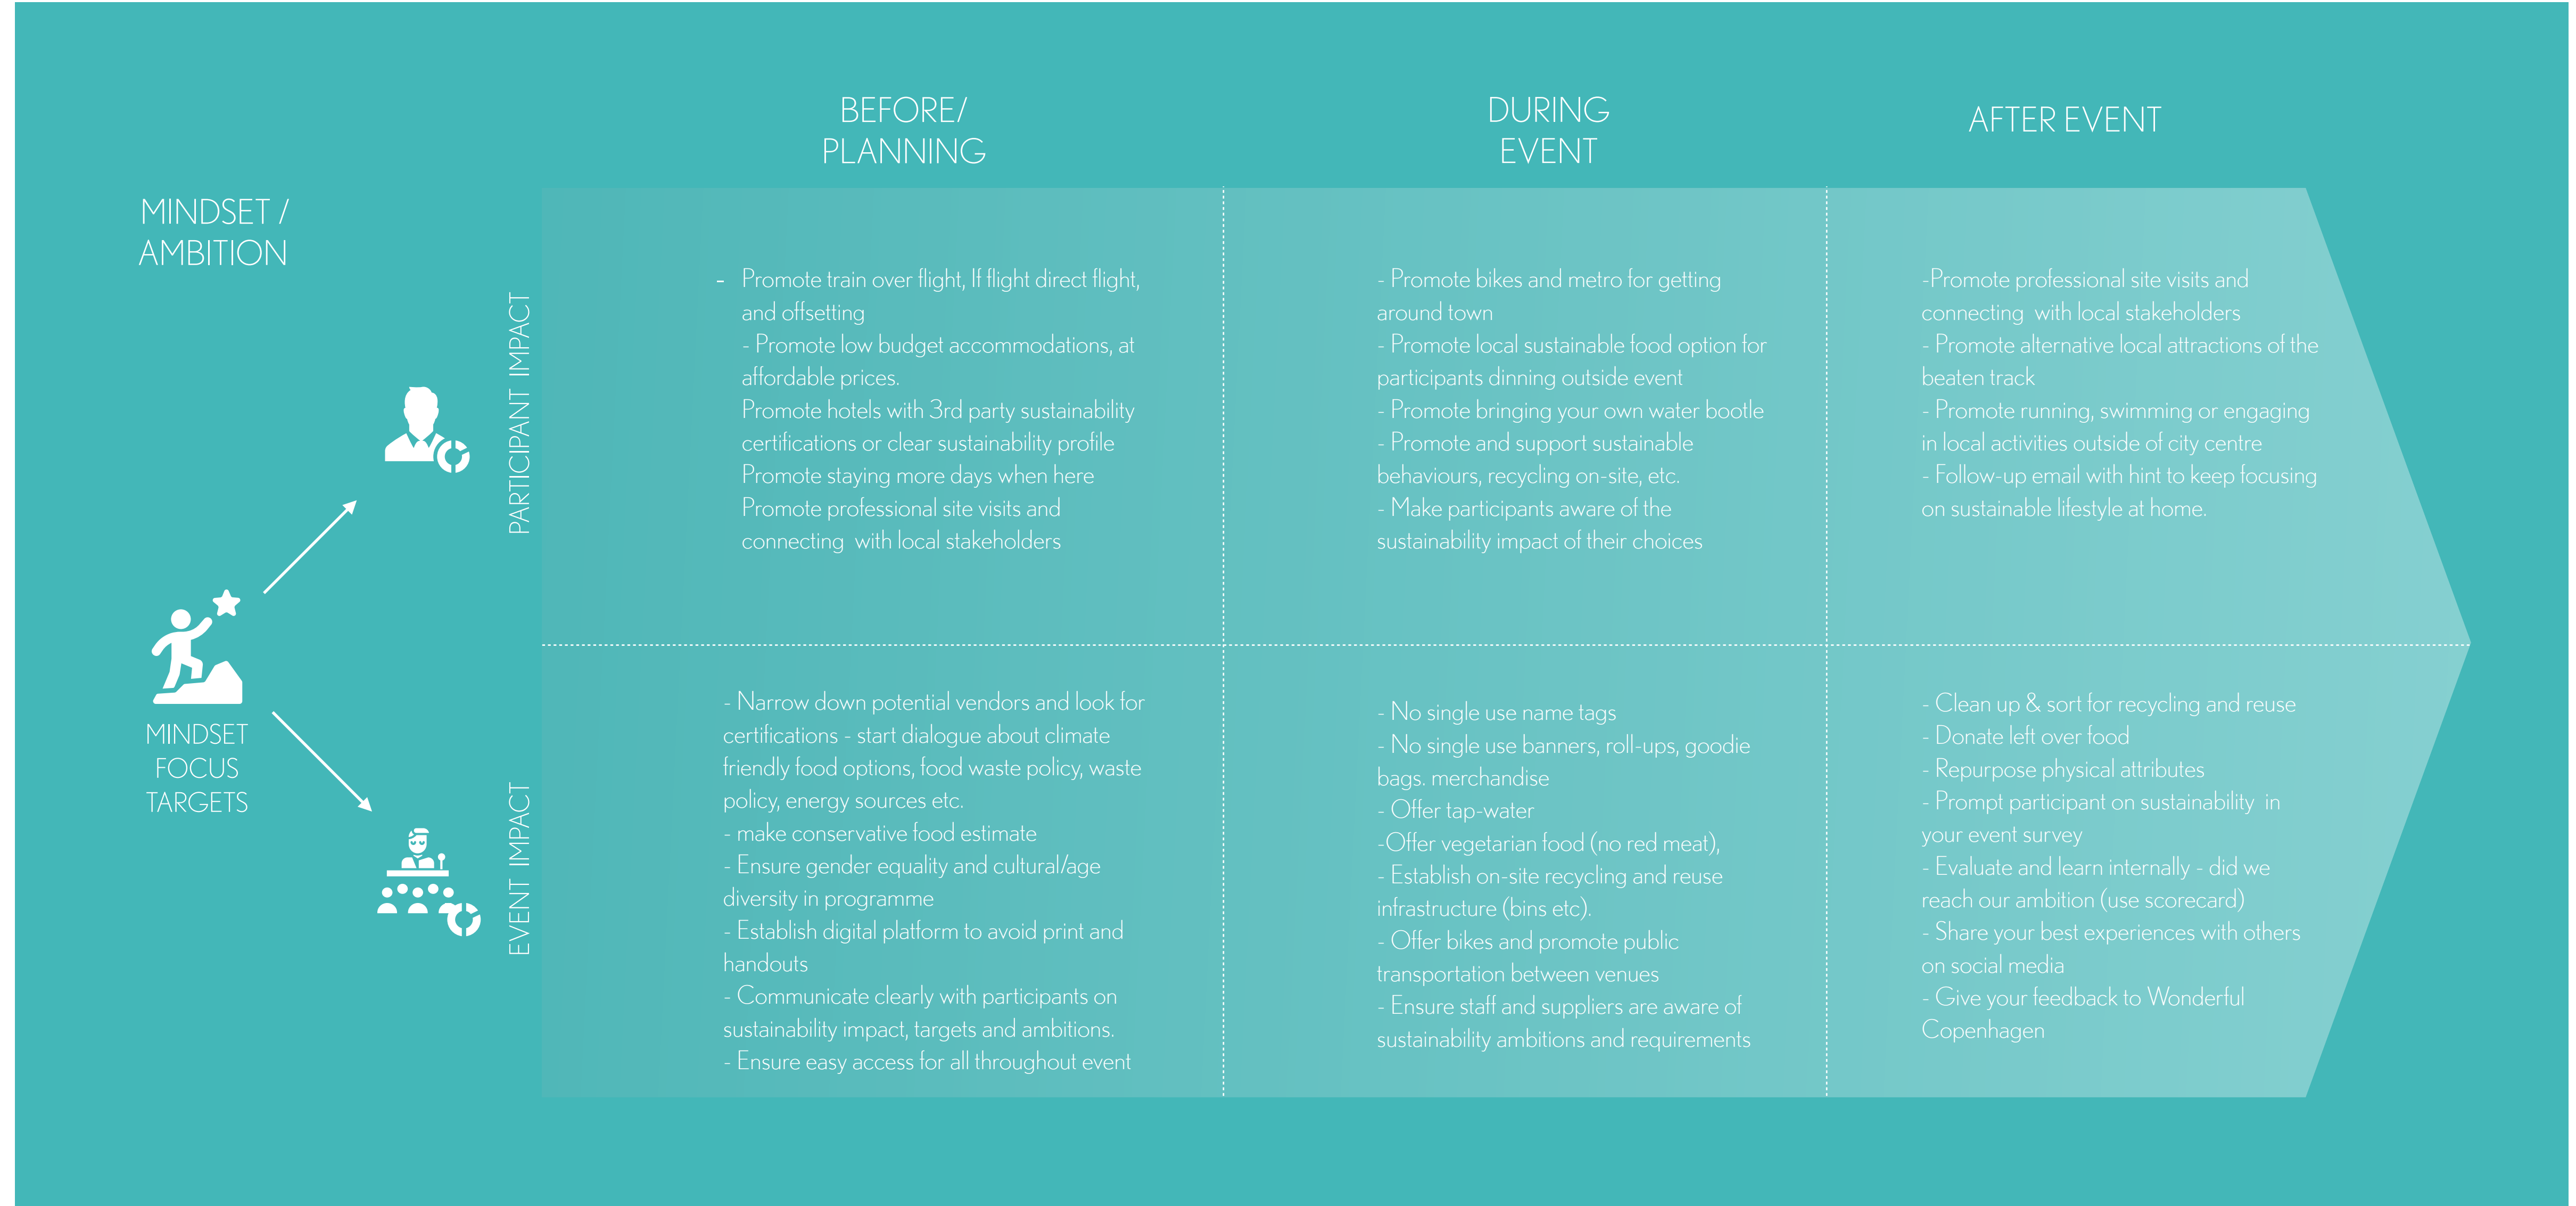 BEFORE/
PLANNING
DURING
EVENT
AFTER EVENT
MINDSET /
AMBITION
MINDSET
FOCUS
TARGETS
PARTICIPANT IMPACT
- Promote train over flight, If flight direct flight,
and offsetting
- Promote low budget accommodations, at
affordable prices.
Promote hotels with 3rd party sustainability
certifications or clear sustainability profile
Promote staying more days when here
Promote professional site visits and
connecting with local stakeholders
- Promote bikes and metro for getting
around town
- Promote local sustainable food option for
participants dinning outside event
- Promote bringing your own water bootle
- Promote and support sustainable
behaviours, recycling on-site, etc.
- Make participants aware of the
sustainability impact of their choices
-Promote professional site visits and
connecting with local stakeholders
- Promote alternative local attractions of the
beaten track
- Promote running, swimming or engaging
in local activities outside of city centre
- Follow-up email with hint to keep focusing
on sustainable lifestyle at home.
EVENT IMPACT
- Narrow down potential vendors and look for
certifications - start dialogue about climate
friendly food options, food waste policy, waste
policy, energy sources etc.
- make conservative food estimate
- Ensure gender equality and cultural/age
diversity in programme
- Establish digital platform to avoid print and
handouts
- Communicate clearly with participants on
sustainability impact, targets and ambitions.
- Ensure easy access for all throughout event
- No single use name tags
- No single use banners, roll-ups, goodie
bags. merchandise
- Offer tap-water
-Offer vegetarian food (no red meat),
- Establish on-site recycling and reuse
infrastructure (bins etc).
- Offer bikes and promote public
transportation between venues
- Ensure staff and suppliers are aware of
sustainability ambitions and requirements
- Clean up & sort for recycling and reuse
- Donate left over food
- Repurpose physical attributes
- Prompt participant on sustainability in
your event survey
- Evaluate and learn internally - did we
reach our ambition (use scorecard)
- Share your best experiences with others
on social media
- Give your feedback to Wonderful
Copenhagen